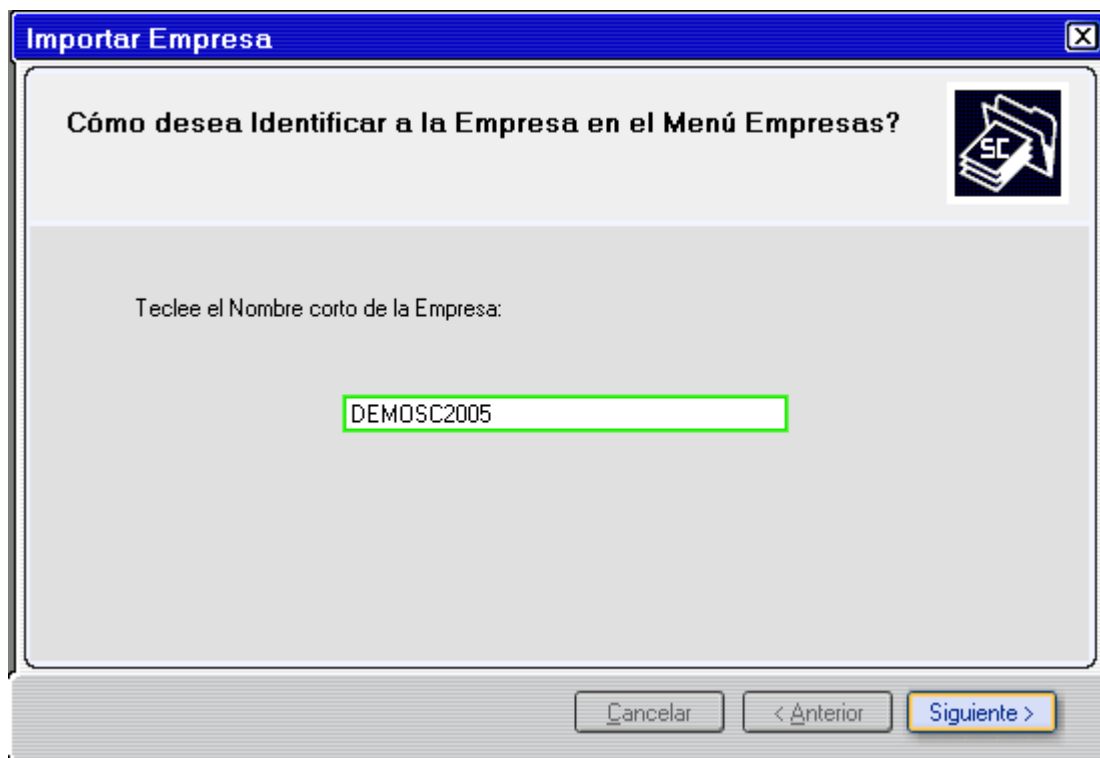 Importar Empresa
Cómo desea Identificar a la Empresa en el Menú Empresas?
SC
Teclee el Nombre corto de la Empresa:
DEMOSC2005
Cancelar
< Anterior
Siguiente >